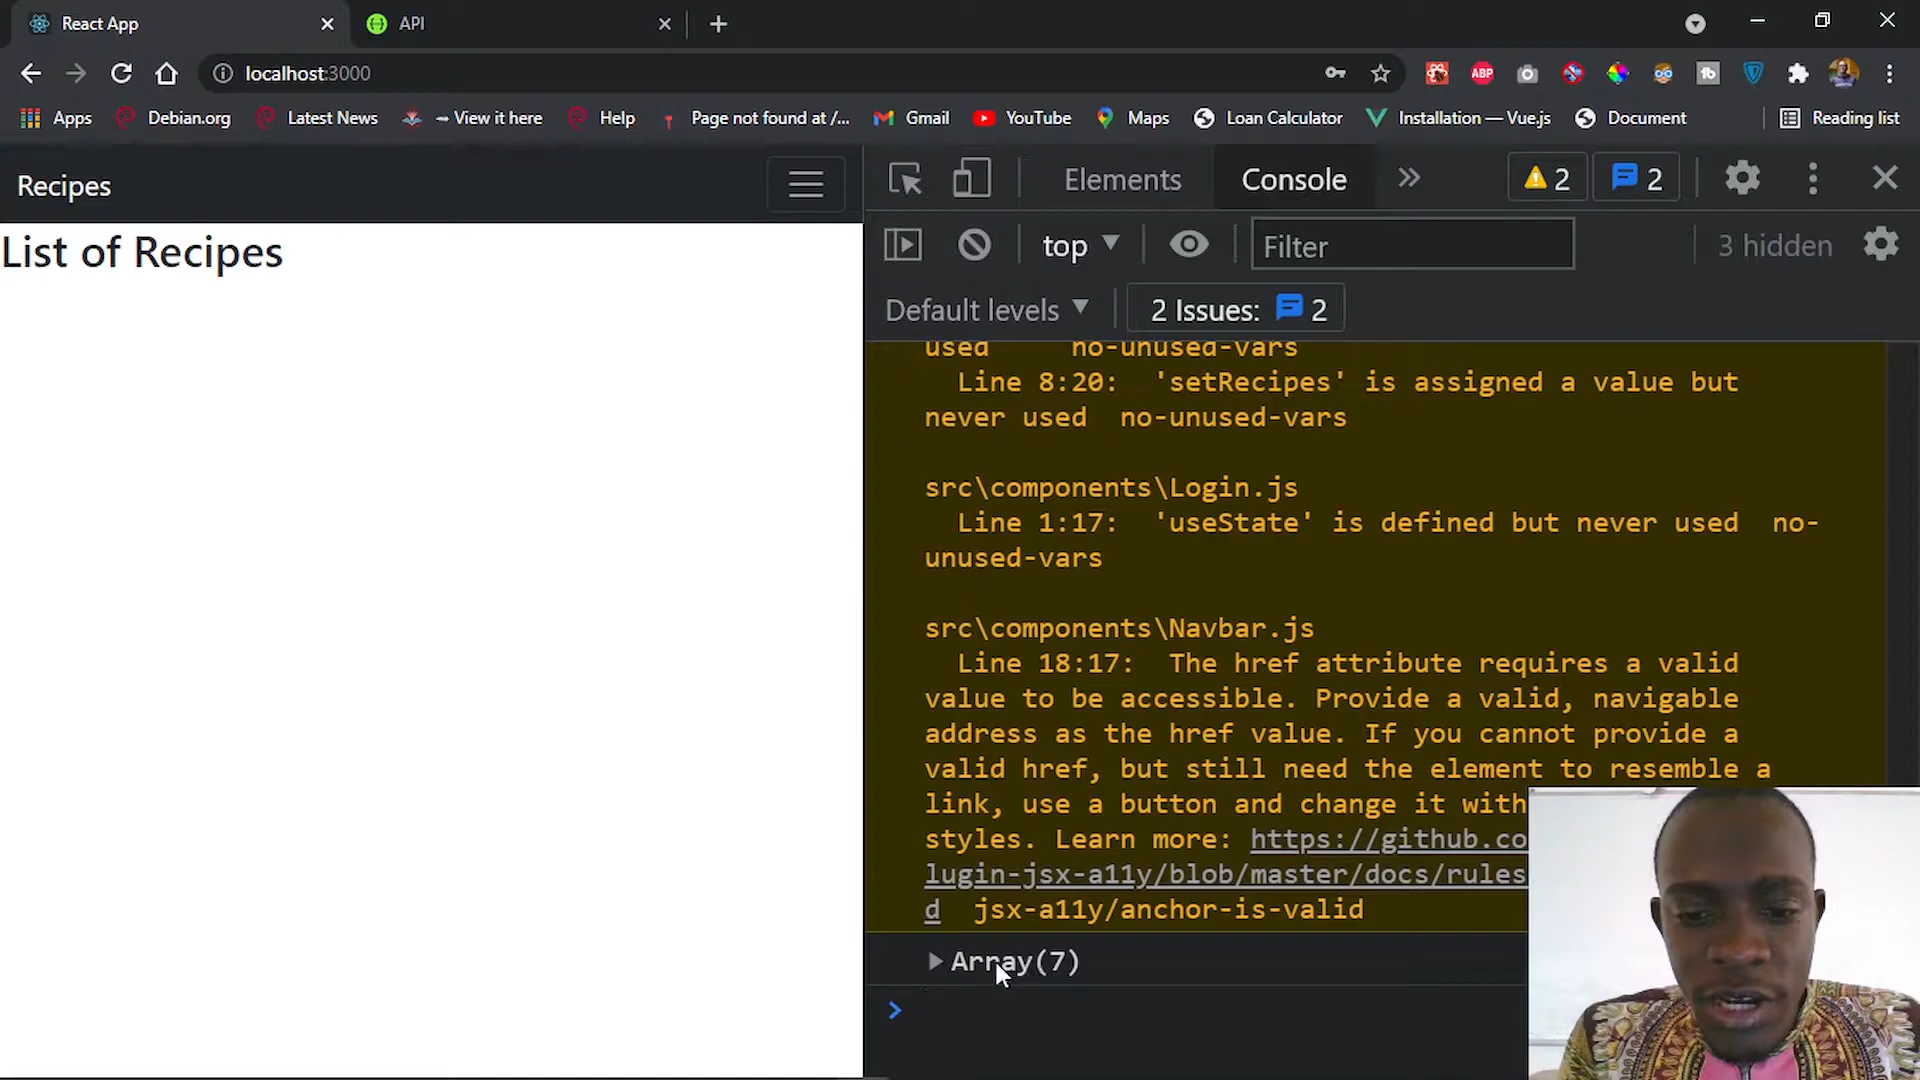 React App
API
localhost:3000
ABP
Apps
Debian.org
Latest News
→ View it here
Help
Page not found at /...
Gmail
YouTube
Maps
Loan Calculator
Installation — Vue.js
Document
Reading list
Recipes
List of Recipes
Elements
Console
2
2
top
Filter
3 hidden
Default levels
2 Issues: 2
used no-unused-vars
Line 8:20: 'setRecipes' is assigned a value but
never used no-unused-vars
src\components\Login.js
Line 1:17: 'useState' is defined but never used no-
unused-vars
src\components\Navbar.js
Line 18:17: The href attribute requires a valid
value to be accessible. Provide a valid, navigable
address as the href value. If you cannot provide a
valid href, but still need the element to resemble a
link, use a button and change it with
styles. Learn more: https://github.co
lugin-jsx-a11y/blob/master/docs/rules
d jsx-a11y/anchor-is-valid
Array(7)